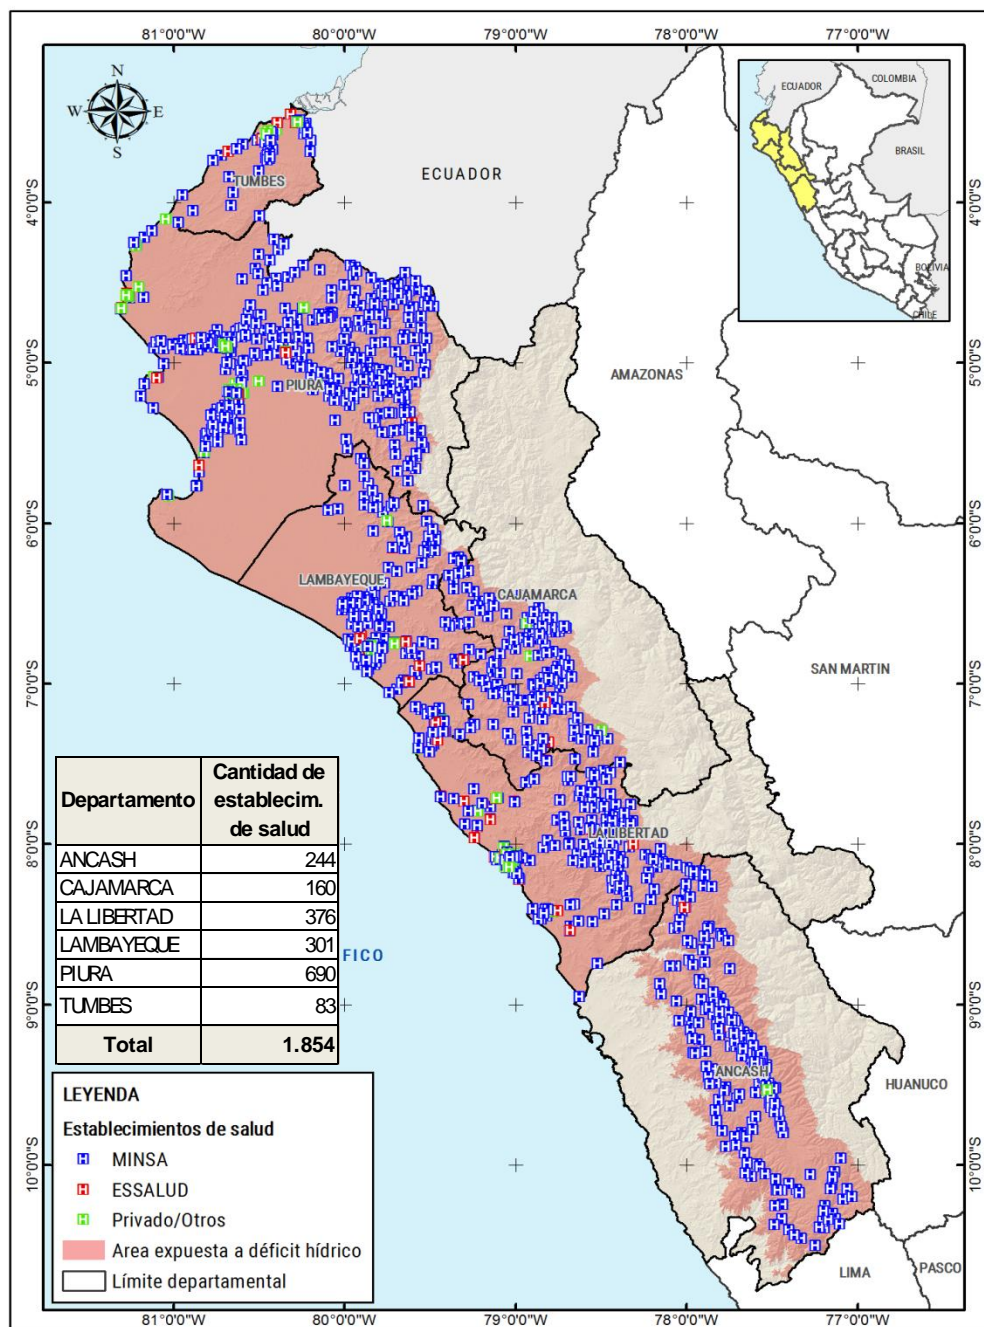 81°0'0"W 80°0'0"W 79°0'0"W 78°0'0"W 77°0'0"W
N
W E
S
ECUADOR
COLOMBIA
BRASIL
BOLIVIA
CHILE
ECUADOR
TUMBES
4°0'0"S 4°0'0"S
5°0'0"S 5°0'0"S
AMAZONAS
PIURA
6°0'0"S 6°0'0"S
LAMBAYEQUE
CAJAMARCA
SAN MARTIN
7°0'0"S 7°0'0"S
LA LIBERTAD
8°0'0"S 8°0'0"S
Departamento Cantidad de establecim. de salud
ANCASH 244
CAJAMARCA 160
LA LIBERTAD 376
LAMBAYEQUE 301
PIURA 690
TUMBES 83
Total 1.854
FICO
9°0'0"S 9°0'0"S
ANCASH
HUANUCO
10°0'0"S 10°0'0"S
LIMA
PASCO
LEYENDA
Establecimientos de salud
H MINSA
H ESSALUD
H Privado/Otros
Area expuesta a déficit hídrico
Límite departamental
81°0'0"W 80°0'0"W 79°0'0"W 78°0'0"W 77°0'0"W